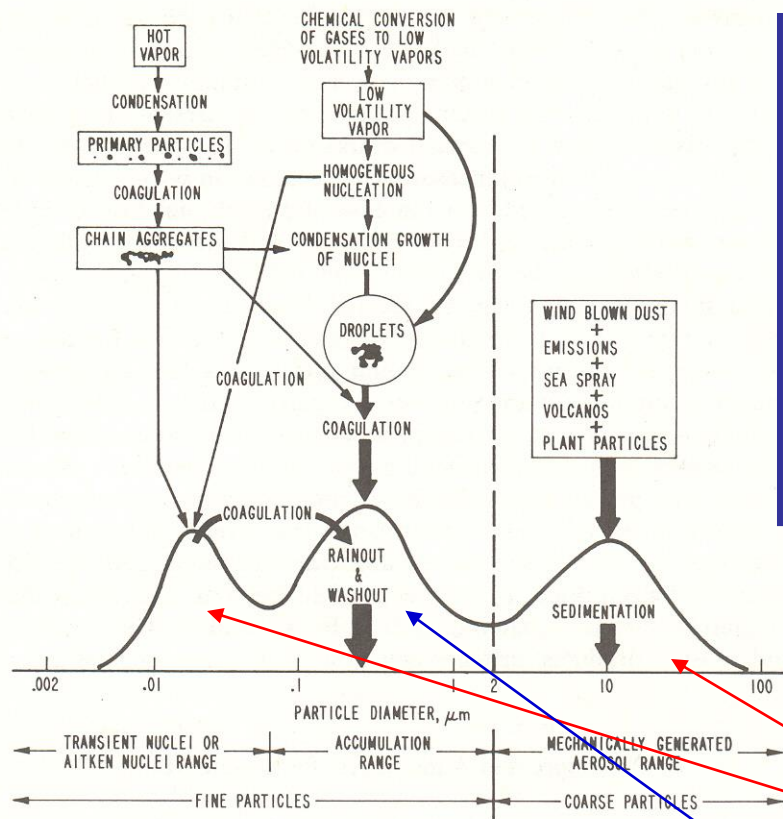 HOT
VAPOR
CONDENSATION
PRIMARY PARTICLES
COAGULATION
CHAIN AGGREGATES
CHEMICAL CONVERSION
OF GASES TO LOW
VOLATILITY VAPORS
LOW
VOLATILITY
VAPOR
HOMOGENEOUS
NUCLEATION
CONDENSATION GROWTH
OF NUCLEI
DROPLETS
COAGULATION
COAGULATION
WIND BLOWN DUST
+
EMISSIONS
+
SEA SPRAY
+
VOLCANOS
+
PLANT PARTICLES
COAGULATION
RAINOUT
&
WASHOUT
SEDIMENTATION
.002
.01
.1
1
2
10
100
PARTICLE DIAMETER, μm
TRANSIENT NUCLEI OR
AITKEN NUCLEI RANGE
ACCUMULATION
RANGE
MECHANICALLY GENERATED
AEROSOL RANGE
FINE PARTICLES
COARSE PARTICLES